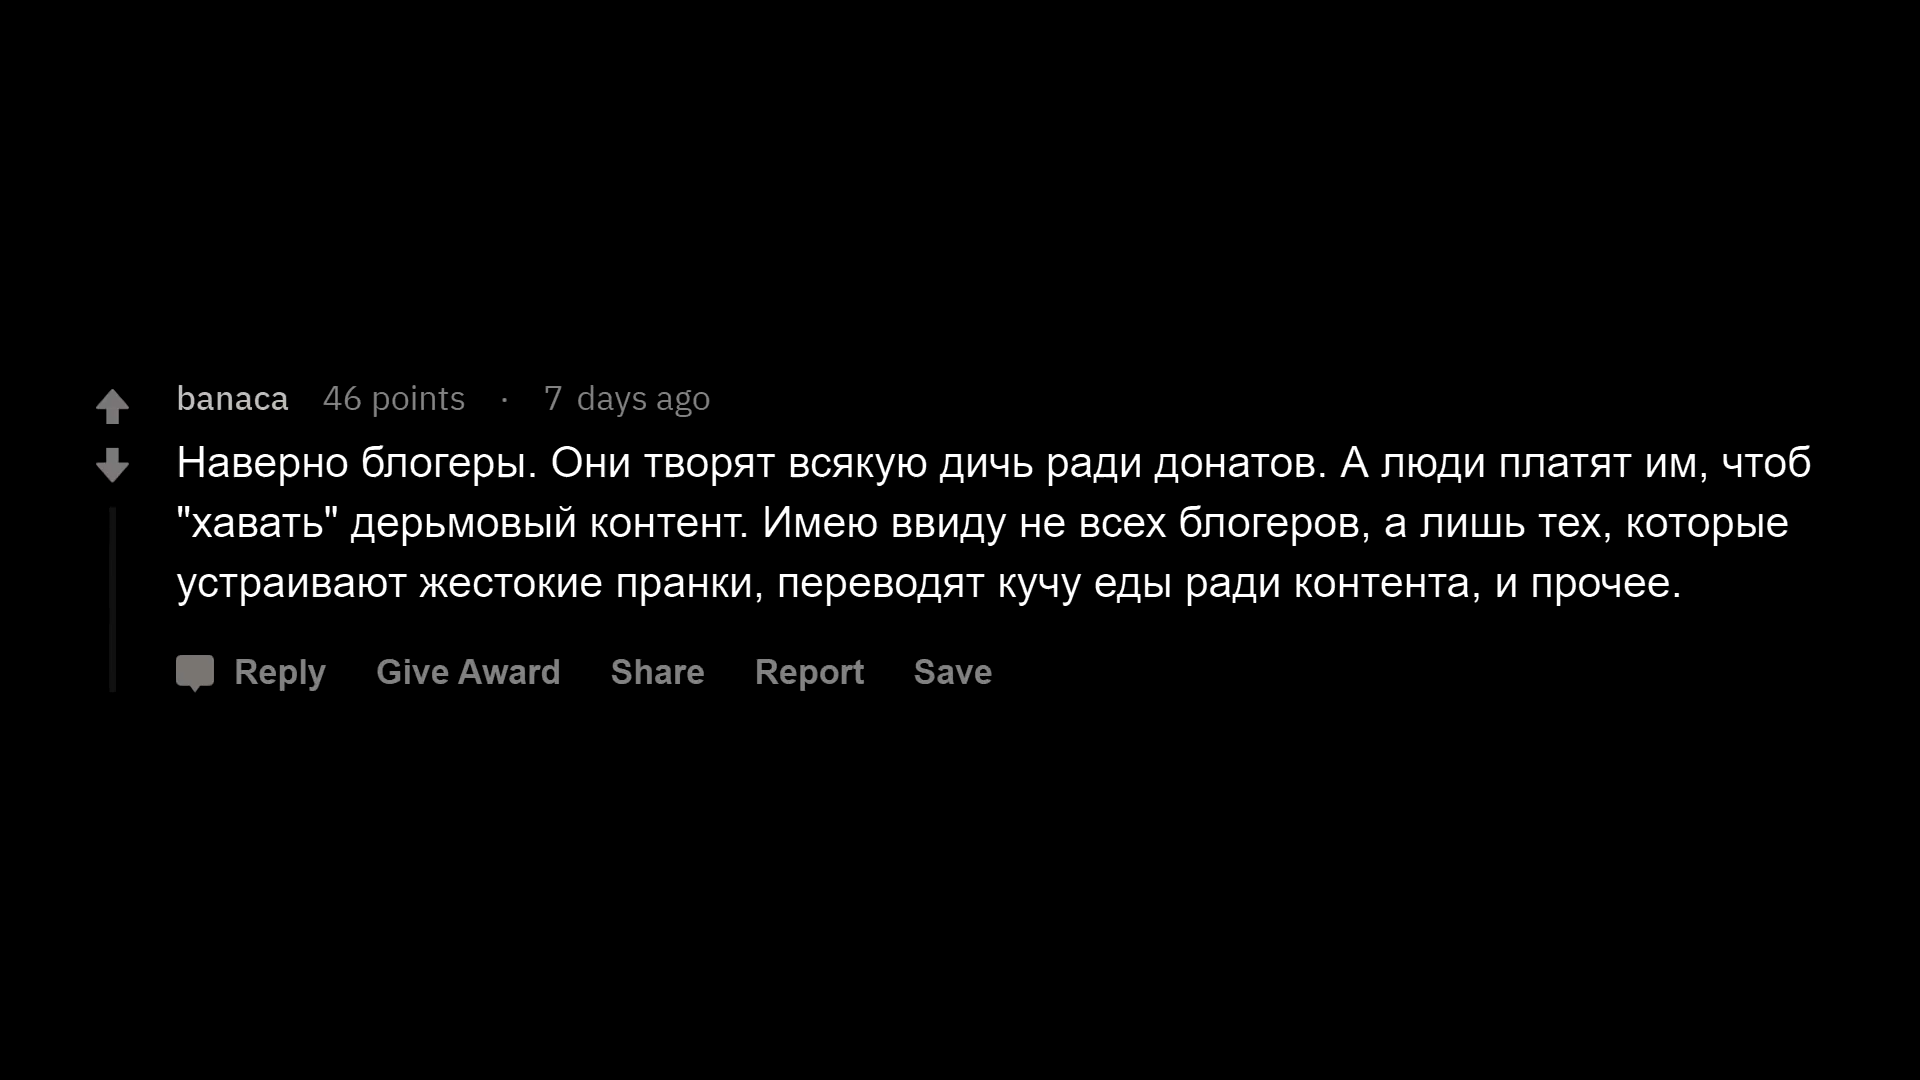 banaca 46 points · 7 days ago
Наверно блогеры. Они творят всякую дичь ради донатов. А люди платят им, чтоб
"хавать" дерьмовый контент. Имею ввиду не всех блогеров, а лишь тех, которые
устраивают жестокие пранки, переводят кучу еды ради контента, и прочее.
Reply Give Award Share Report Save